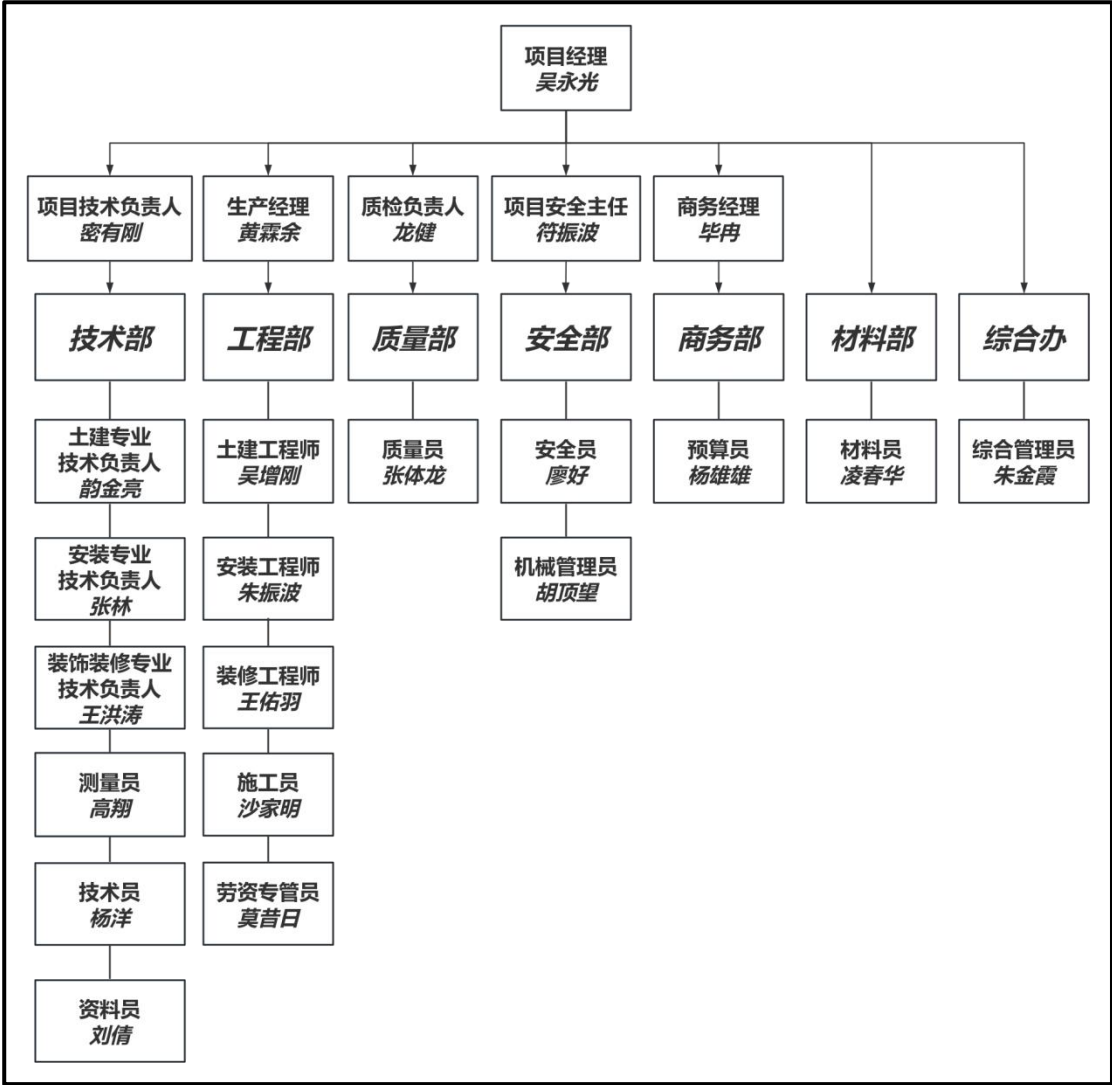 项目经理
吴永光
项目技术负责人
密有刚
生产经理
黄霖余
质检负责人
龙健
项目安全主任
符振波
商务经理
毕冉
技术部
工程部
质量部
安全部
商务部
材料部
综合办
土建专业
技术负责人
韵金亮
土建工程师
吴增刚
质量员
张体龙
安全员
廖好
预算员
杨雄雄
材料员
凌春华
综合管理员
朱金霞
安装专业
技术负责人
张林
安装工程师
朱振波
机械管理员
胡顶望
装饰装修专业
技术负责人
王洪涛
装修工程师
王佑羽
测量员
高翔
施工员
沙家明
技术员
杨洋
劳资专管员
莫昔日
资料员
刘倩